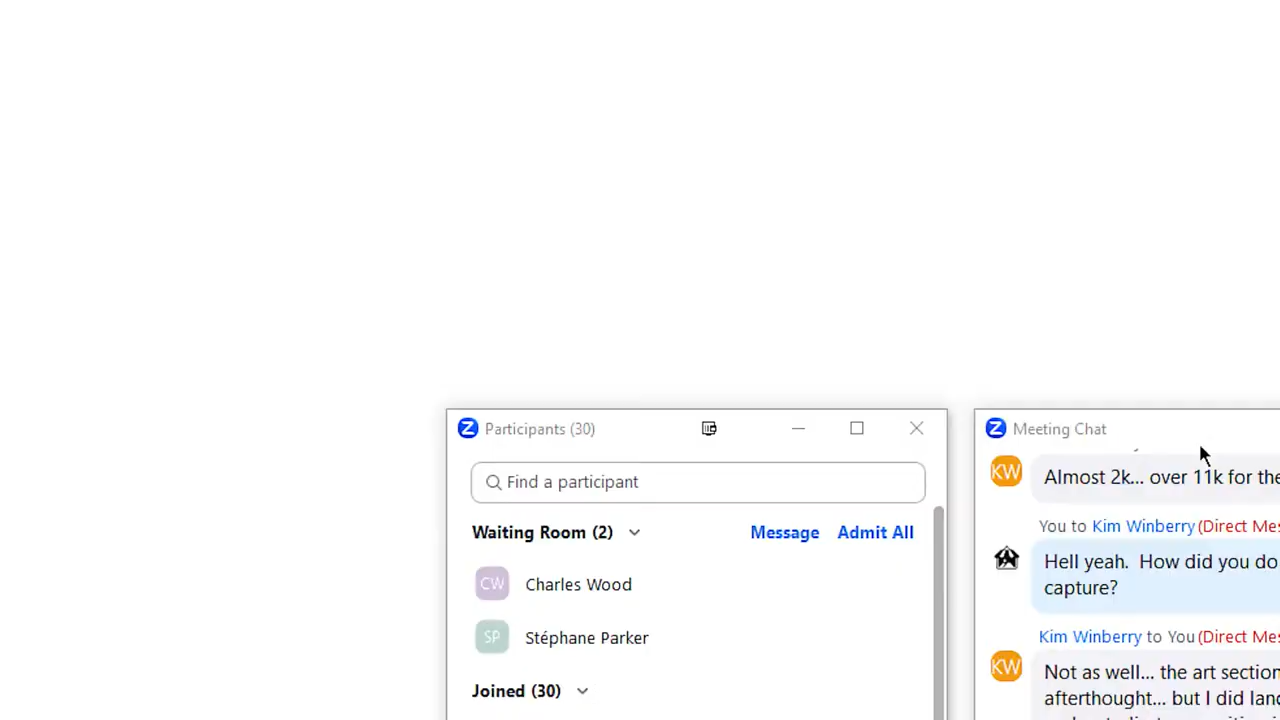 Participants (30)
Find a participant
Waiting Room (2)
Message
Admit All
CW
Charles Wood
SP
Stéphane Parker
Joined (30)
Meeting Chat
KW
Almost 2k... over 11k for the
You to Kim Winberry (Direct Mes
Hell yeah. How did you do
capture?
Kim Winberry to You (Direct Mes
KW
Not as well... the art section
afterthought... but I did land